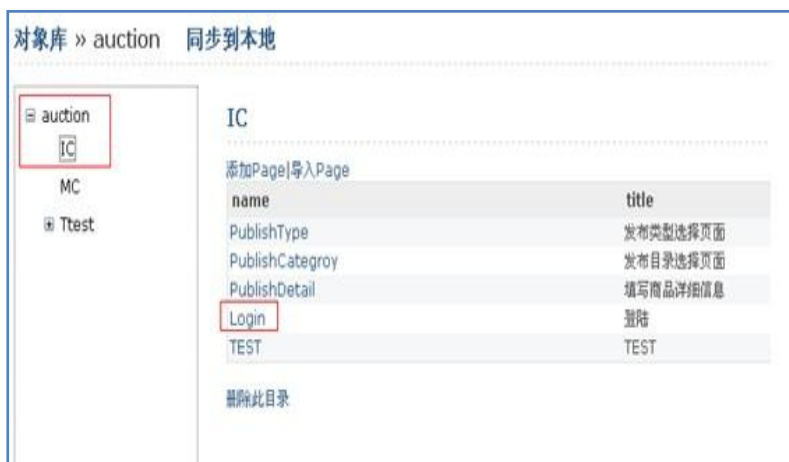 对象库 » auction 同步到本地
auction
IC
MC
Ttest
IC
添加Page|导入Page
name title
PublishType 发布类型选择页面
PublishCategroy 发布目录选择页面
PublishDetail 填写商品详细信息
Login 登陆
TEST TEST
删除此目录